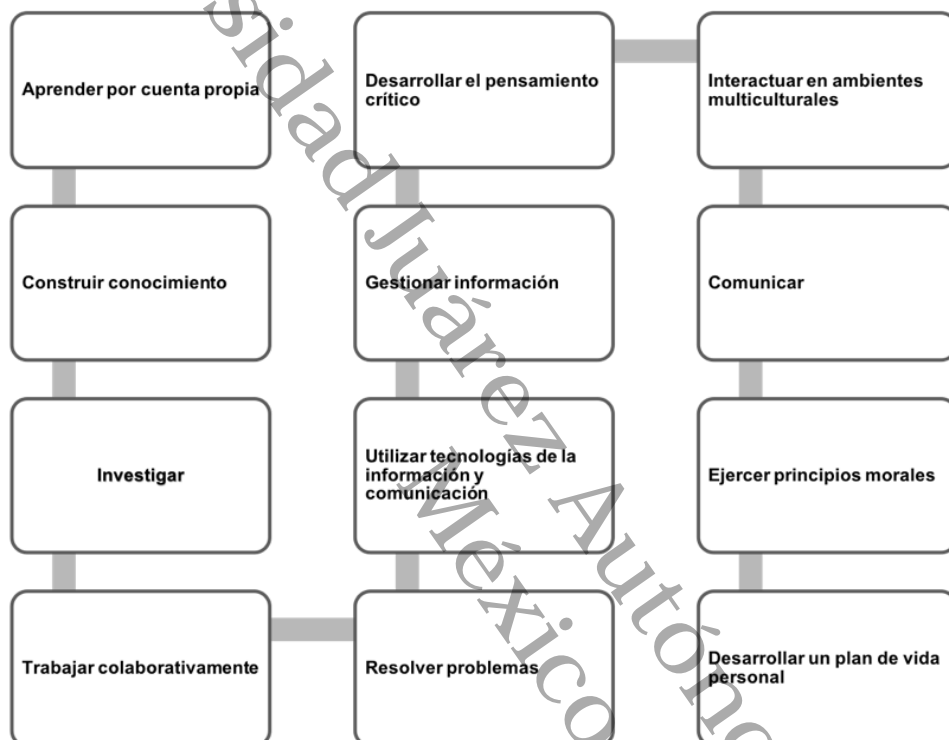 Aprender por cuenta propia
Construir conocimiento
Investigar
Trabajar colaborativamente
Resolver problemas
Utilizar tecnologías de la
información y
comunicación
Gestionar información
Desarrollar el pensamiento
crítico
Interactuar en ambientes
multiculturales
Comunicar
Ejercer principios morales
Desarrollar un plan de vida
personal
sidad Juárez Autóno
México